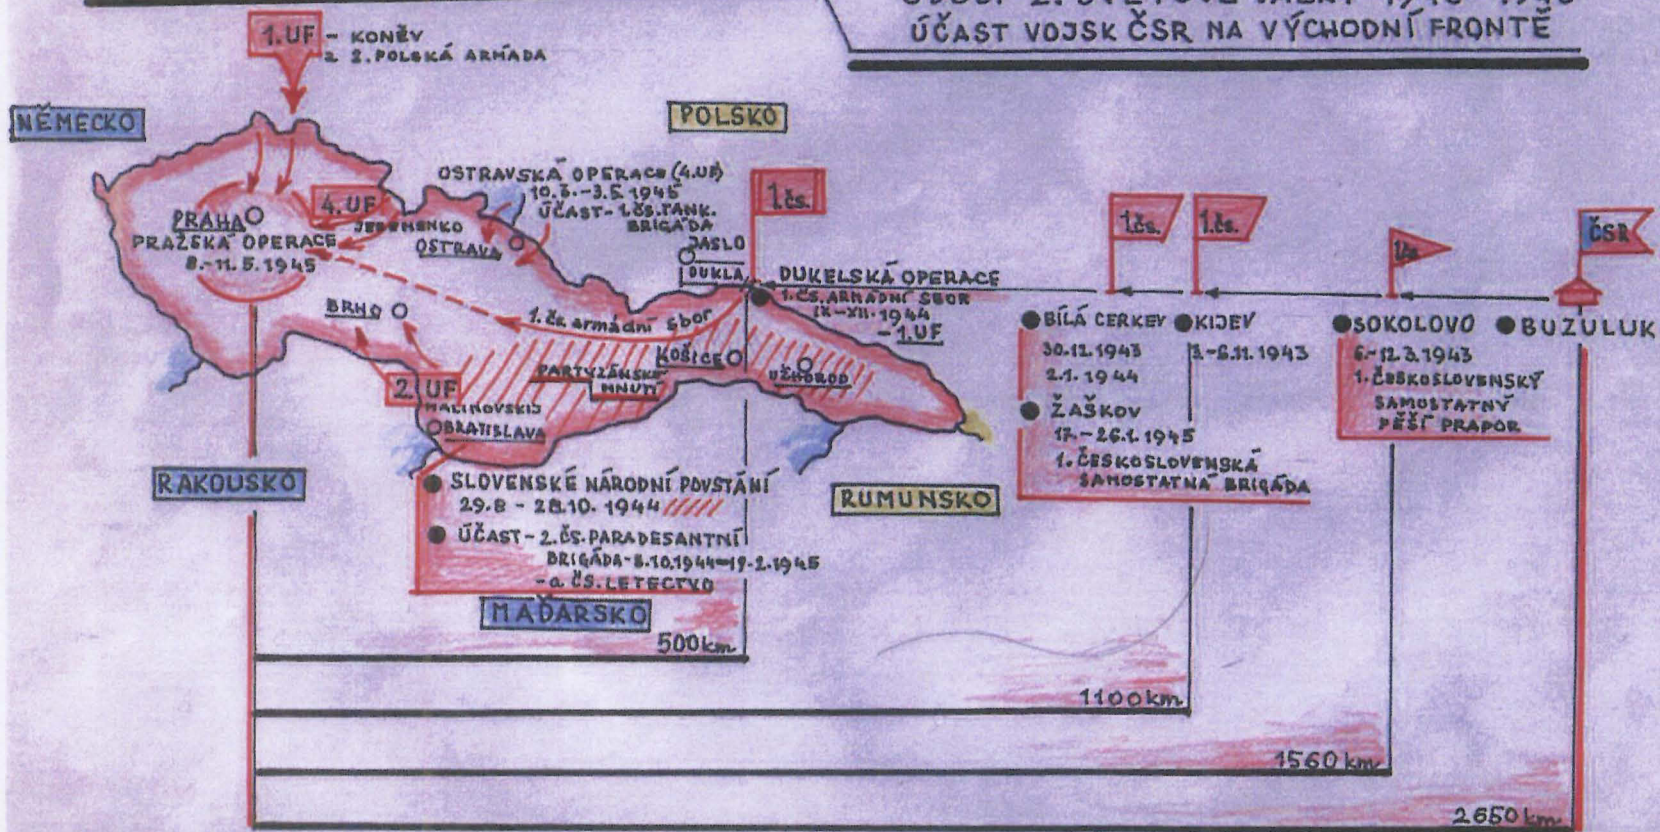 ÚČAST VOJSK ČSR NA VÝCHODNÍ FRONTĚ
1.UF - KONĚV
a 2.POLSKÁ ARMÁDA
NĚMECKO
POLSKO
OSTRAVSKÁ OPERACE (4.UF)
10.3.-3.5.1945
ÚČAST-1.ČS.TANK.
BRIGÁDA
1.čs.
1.čs.
1.čs.
1.čs.
ČSR
4.UF
JEREMENKO
PRAHA
PRAŽSKÁ OPERACE
8.-11.5.1945
OSTRAVA
JASLO
DUKLA
DUKELSKÁ OPERACE
1.ČS.ARMÁDNÍ SBOR
IX-XII.1944
-1.UF
BRNO
1.čs. armádní sbor
KOŠICE
UŽHOROD
PARTYZÁNSKÉ
HNUTÍ
2.UF
MALINOVSKIJ
BRATISLAVA
BÍLÁ CERKEV
30.12.1943
2.1.1944
ŽAŠKOV
17.-26.1.1945
1.ČESKOSLOVENSKÁ
SAMOSTATNÁ BRIGÁDA
KIJEV
3.-6.11.1943
SOKOLOVO
6.-12.3.1943
1.ČESKOSLOVENSKÝ
SAMOSTATNÝ
PĚŠÍ PRAPOR
BUZULUK
RAKOUSKO
SLOVENSKÉ NÁRODNÍ POVSTÁNÍ
29.8 - 28.10.1944
ÚČAST-2.ČS.PARADESANTNÍ
BRIGÁDA-8.10.1944-19.2.1945
-a ČS.LETECTVO
RUMUNSKO
MAĎARSKO
500km
1100km
1560km
2650km